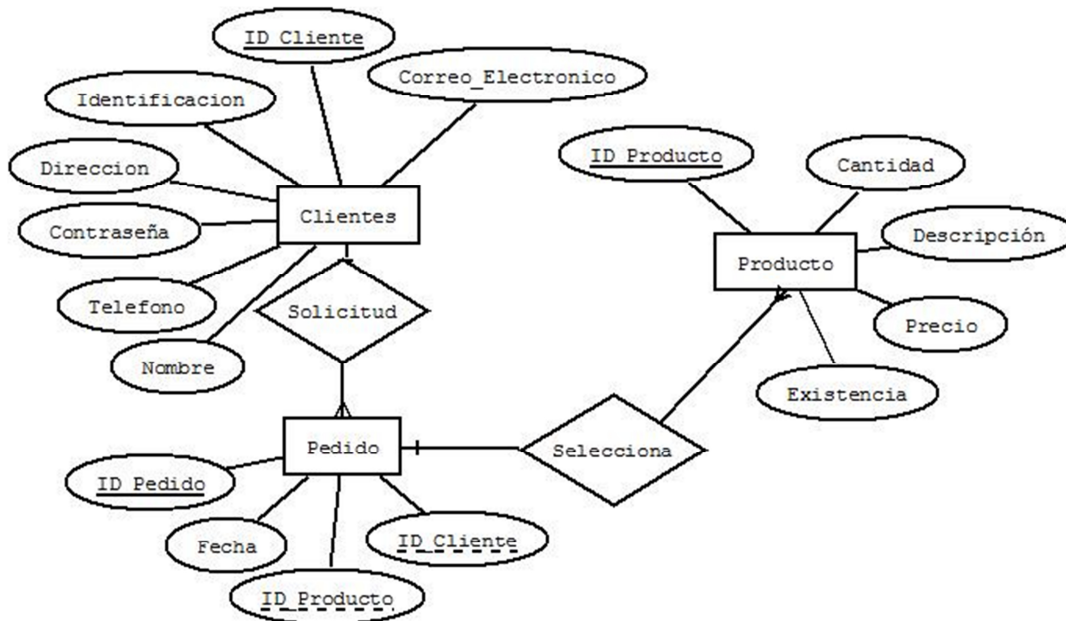 ID Cliente
Correo_Electronico
Identificacion
Direccion
Contraseña
Clientes
Telefono
Nombre
Solicitud
ID Producto
Cantidad
Descripción
Producto
Precio
Existencia
Pedido
Selecciona
ID Pedido
Fecha
ID_Cliente
ID_Producto